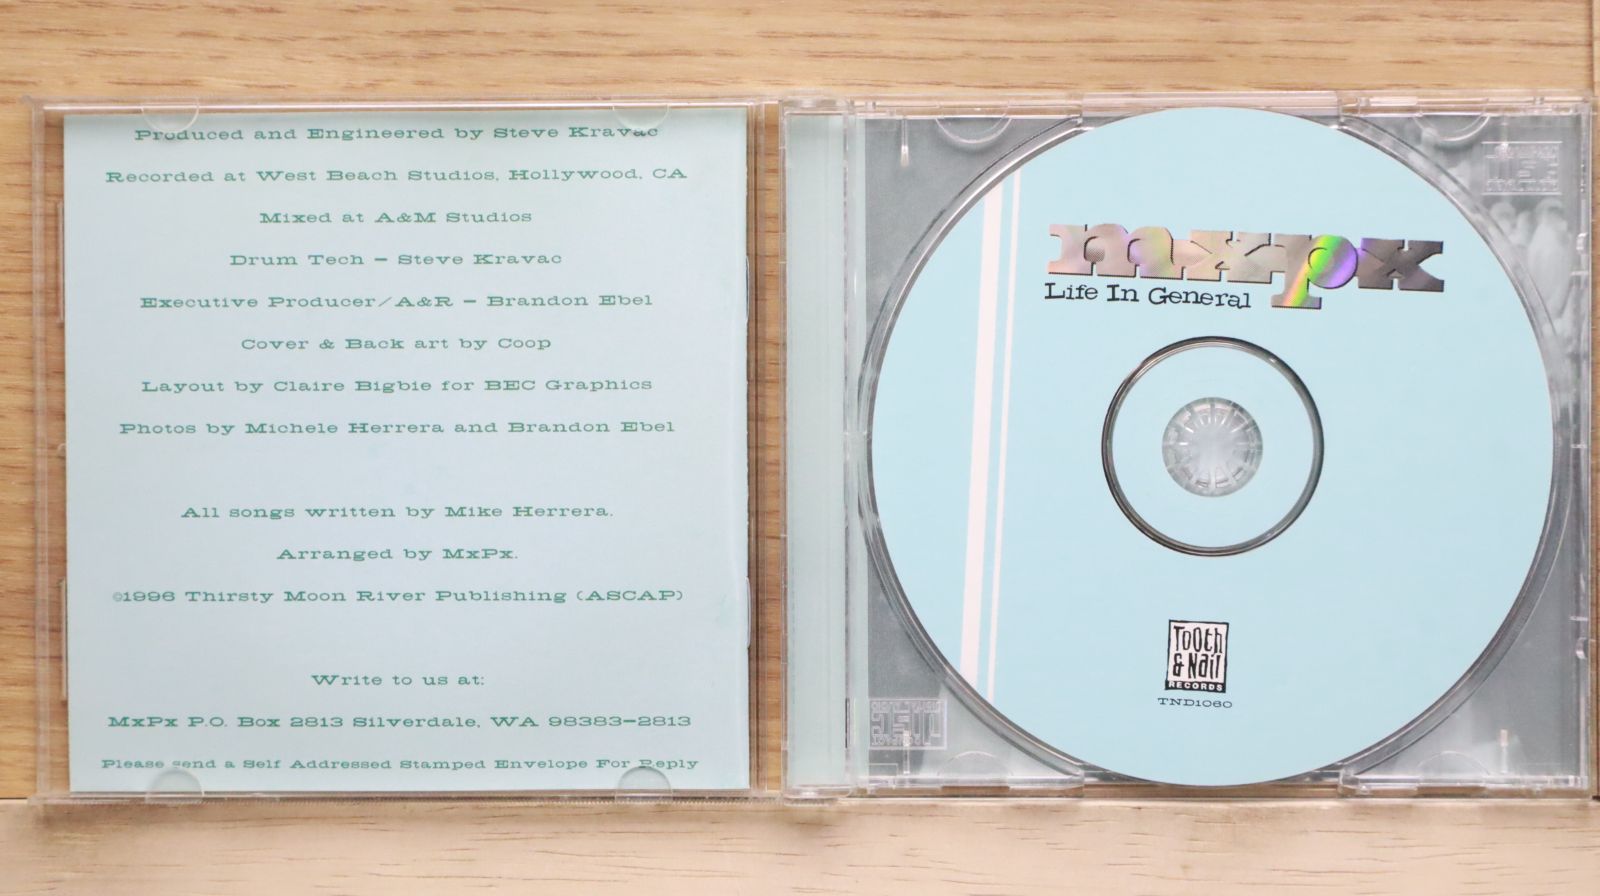 Produced and Engineered by Steve Kravac
Recorded at West Beach Studios, Hollywood, CA
Mixed at A&M Studios
Drum Tech - Steve Kravac
Executive Producer/A&R - Brandon Ebel
Cover & Back art by Coop
Layout by Claire Bigbie for BEC Graphics
Photos by Michele Herrera and Brandon Ebel
All songs written by Mike Herrera.
Arranged by MxPx.
©1996 Thirsty Moon River Publishing (ASCAP)
Write to us at:
MxPx P.O. Box 2813 Silverdale, WA 98383-2813
Please send a Self Addressed Stamped Envelope For Reply
mxpx
Life In General
Tooth
& Nail
RECORDS
TND1060